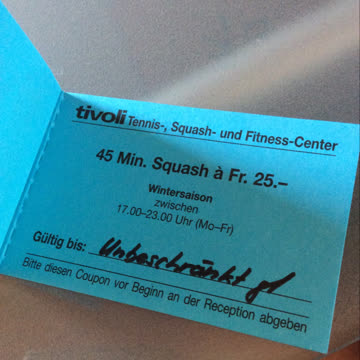 tivoli Tennis-, Squash- und Fitness-Center
45 Min. Squash à Fr. 25.–
Wintersaison
zwischen
17.00–23.00 Uhr (Mo–Fr)
Gültig bis: Unbeschränkt
Bitte diesen Coupon vor Beginn an der Reception abgeben